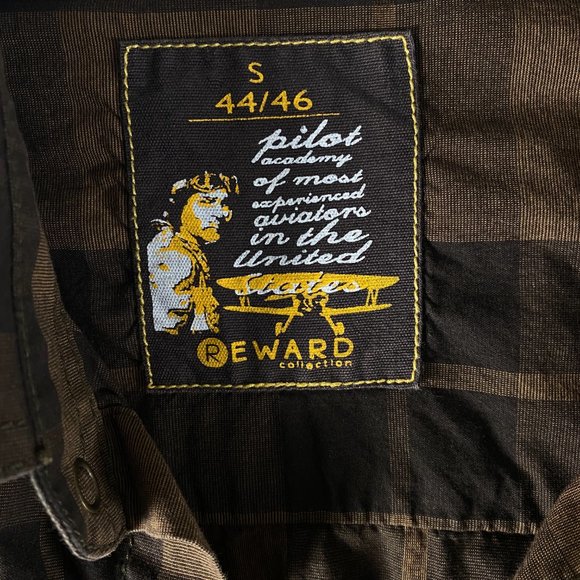 S
44/46
pilot
academy
of most
experienced
aviators
in the
United
States
REWARD
collection